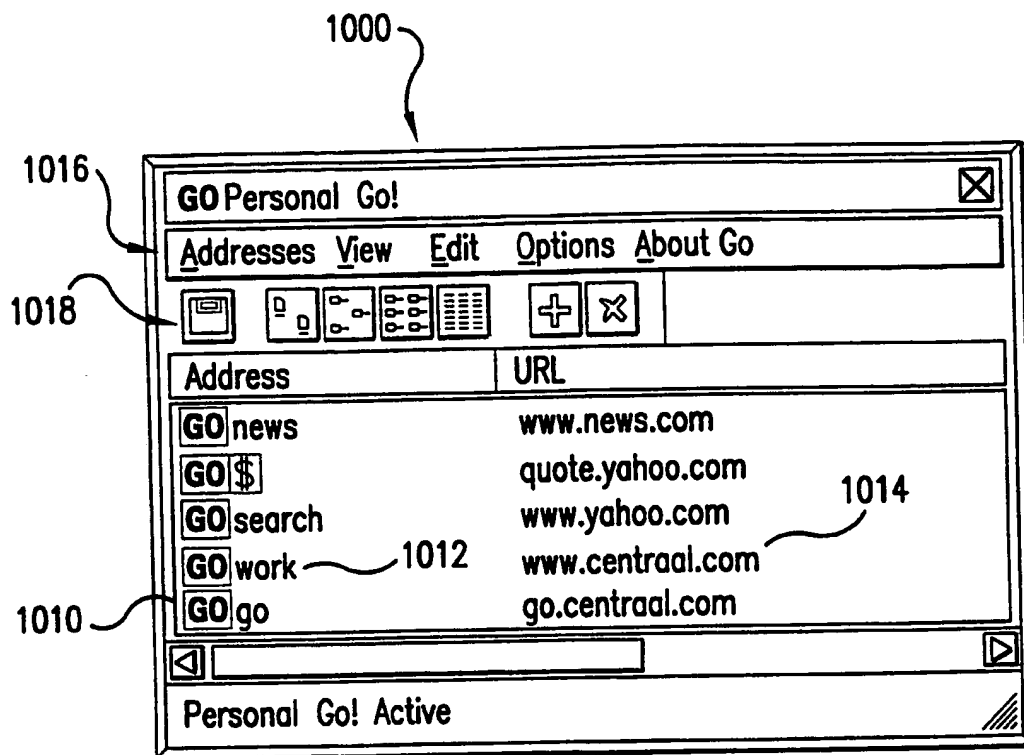 1000
1016
GO Personal Go!
Addresses View Edit Options About Go
1018
Address URL
GO news www.news.com
GO $ quote.yahoo.com
1014
GO search www.yahoo.com
GO work 1012 www.centraal.com
1010
GO go go.centraal.com
Personal Go! Active